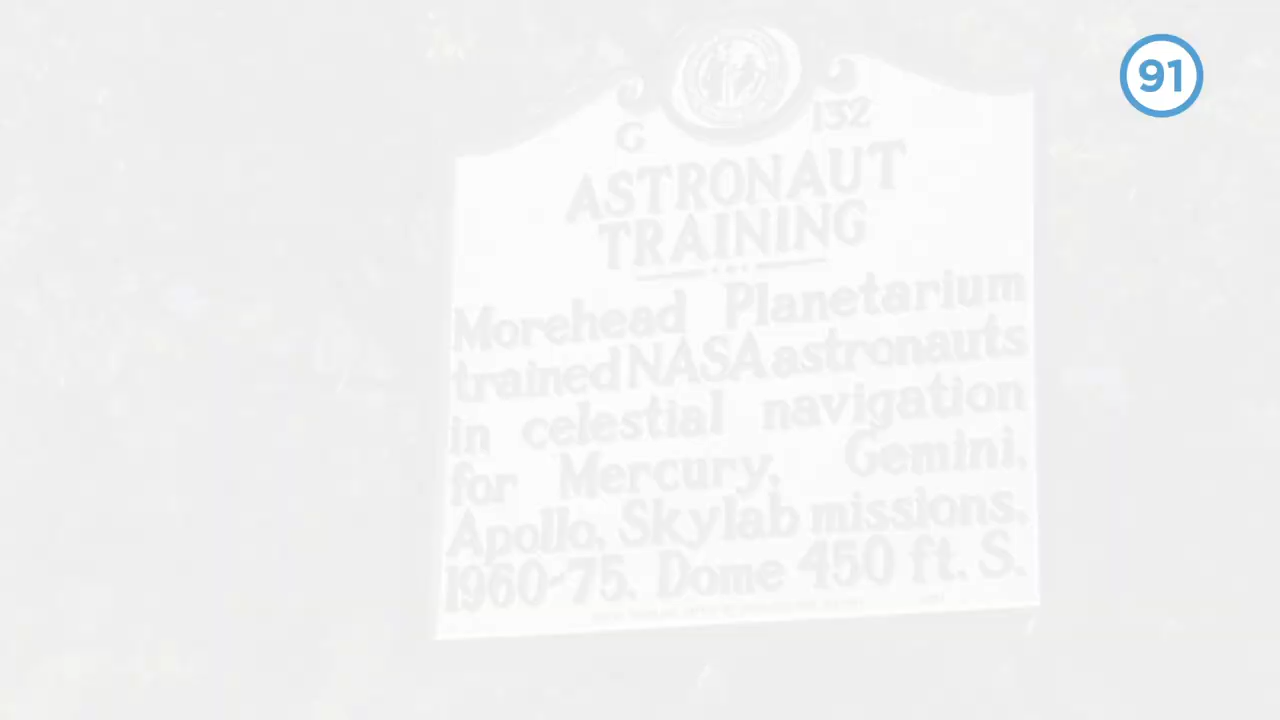 91
G 132
ASTRONAUT
TRAINING
Morehead Planetarium
trained NASA astronauts
in celestial navigation
for Mercury, Gemini,
Apollo, Skylab missions,
1960-75. Dome 450 ft. S.